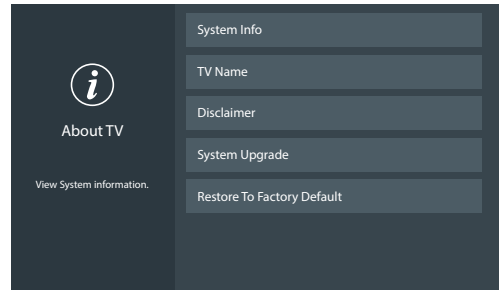 About TV
View System information.
System Info
TV Name
Disclaimer
System Upgrade
Restore To Factory Default